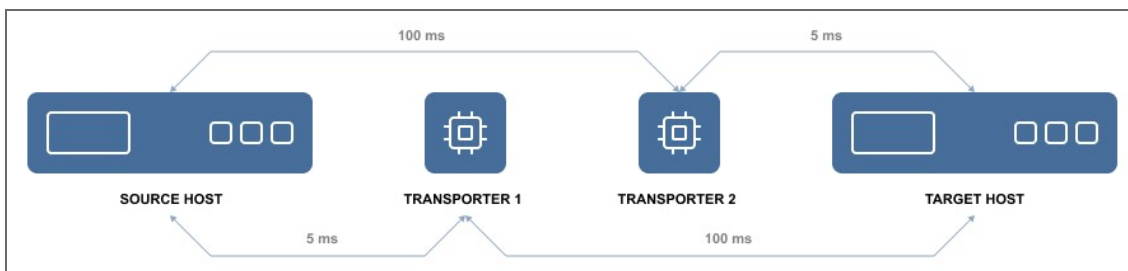 100 ms
5 ms
SOURCE HOST
TRANSPORTER 1
TRANSPORTER 2
TARGET HOST
5 ms
100 ms